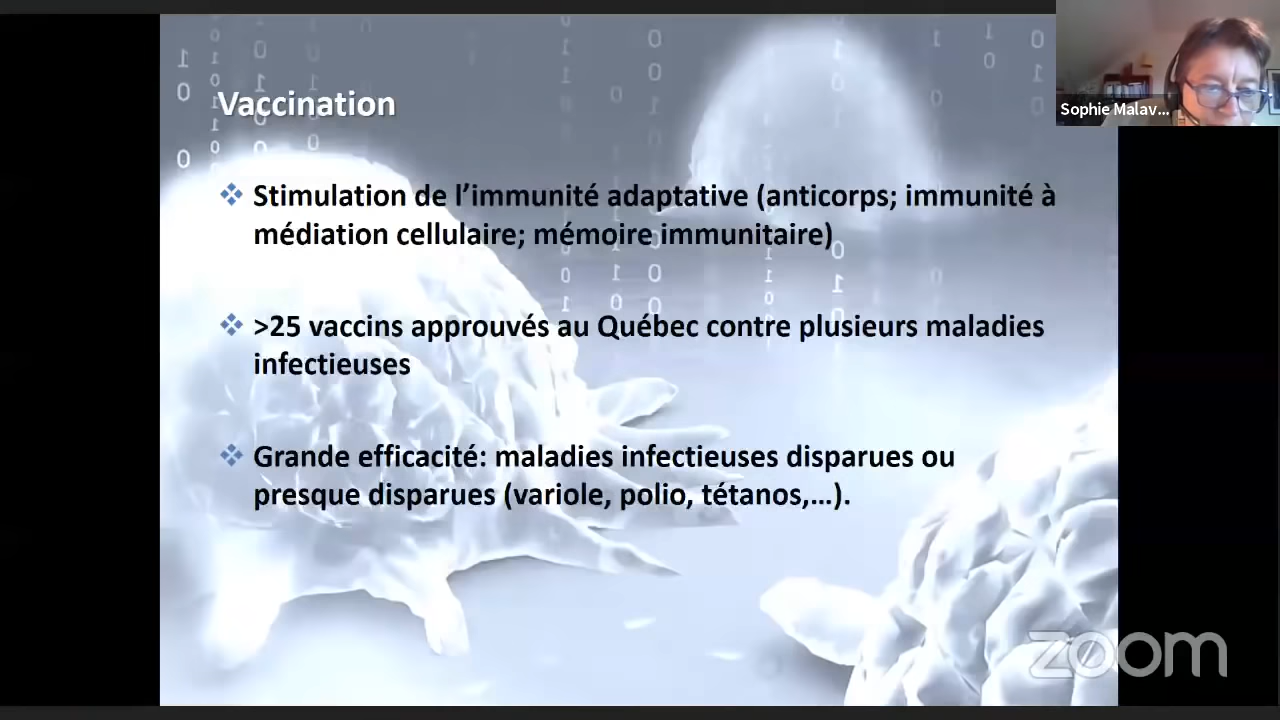 Vaccination
Sophie Malav...
Stimulation de l’immunité adaptative (anticorps; immunité à
médiation cellulaire; mémoire immunitaire)
>25 vaccins approuvés au Québec contre plusieurs maladies
infectieuses
Grande efficacité: maladies infectieuses disparues ou
presque disparues (variole, polio, tétanos,…).
zoom